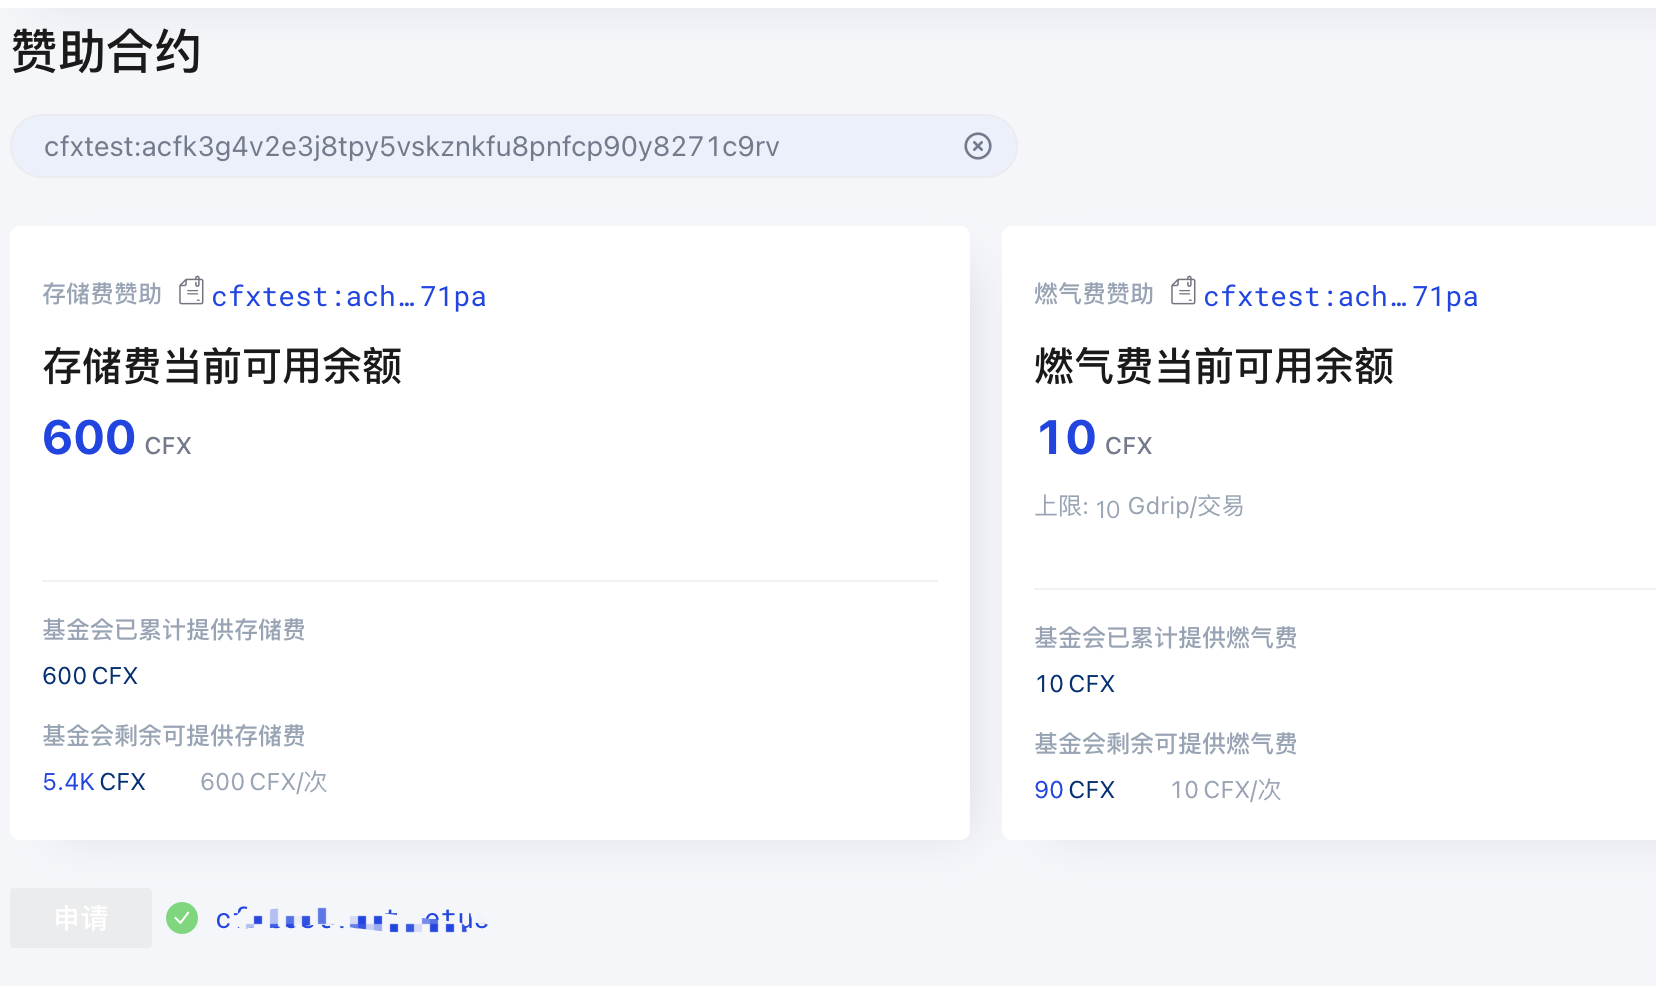 赞助合约
cfxtest:acfk3g4v2e3j8tpy5vskznkfu8pnfcp90y8271c9rv
存储费赞助 cfxtest:ach…71pa
存储费当前可用余额
600 CFX
基金会已累计提供存储费
600 CFX
基金会剩余可提供存储费
5.4K CFX 600 CFX/次
燃气费赞助 cfxtest:ach…71pa
燃气费当前可用余额
10 CFX
上限: 10 Gdrip/交易
基金会已累计提供燃气费
10 CFX
基金会剩余可提供燃气费
90 CFX 10 CFX/次
申请